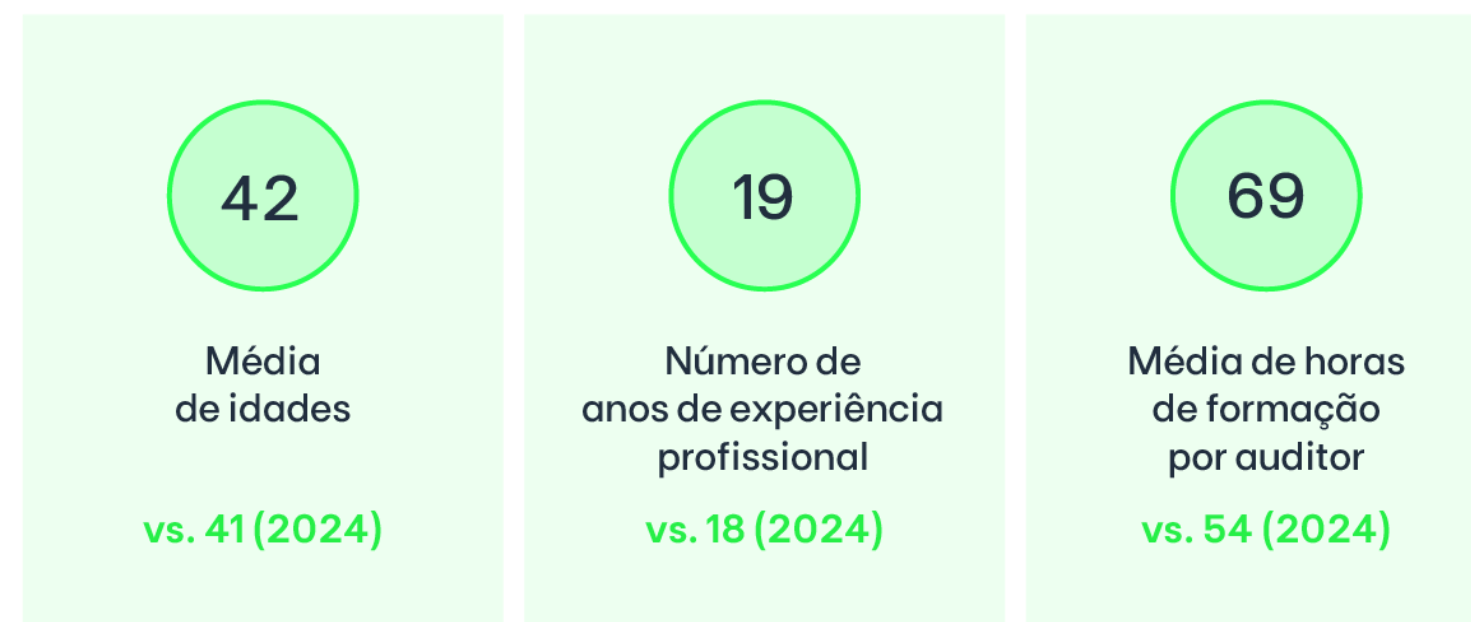 42
Média
de idades
vs. 41 (2024)
19
Número de
anos de experiência
profissional
vs. 18 (2024)
69
Média de horas
de formação
por auditor
vs. 54 (2024)